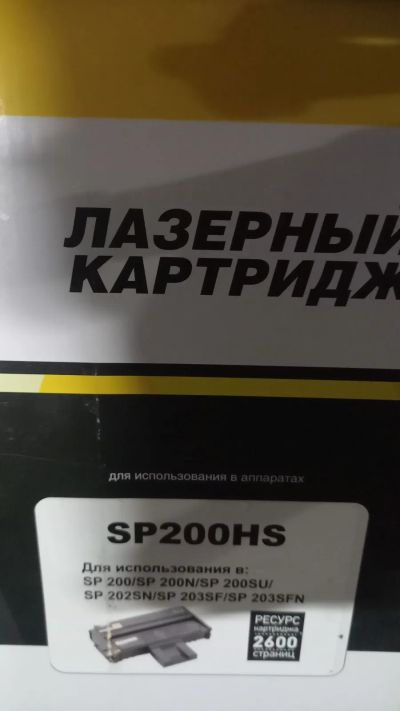 ЛАЗЕРНЫЙ
КАРТРИДЖ
для использования в аппаратах
SP200HS
Для использования в:
SP 200/SP 200N/SP 200SU/
SP 202SN/SP 203SF/SP 203SFN
РЕСУРС
картриджа
2600
страниц